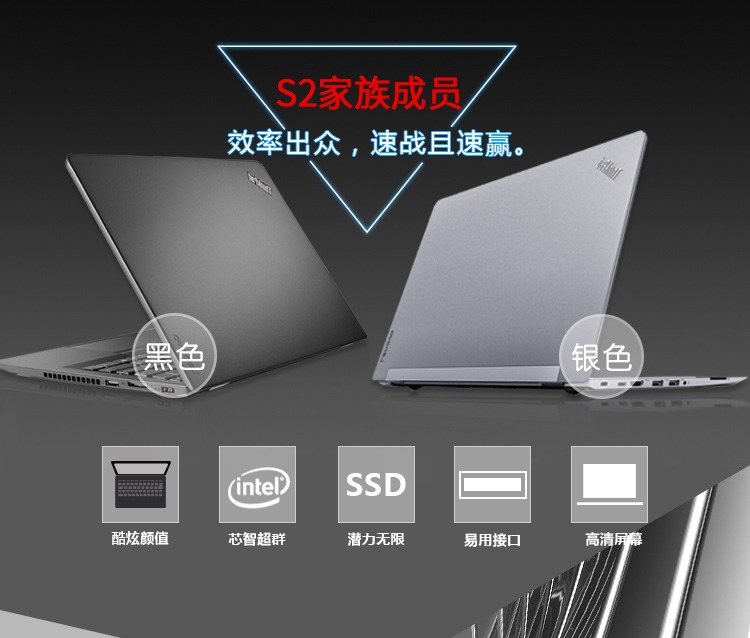 S2家族成员
效率出众，速战且速赢。
ThinkPad
ThinkPad
黑色
银色
intel
SSD
酷炫颜值
芯智超群
潜力无限
易用接口
高清屏幕